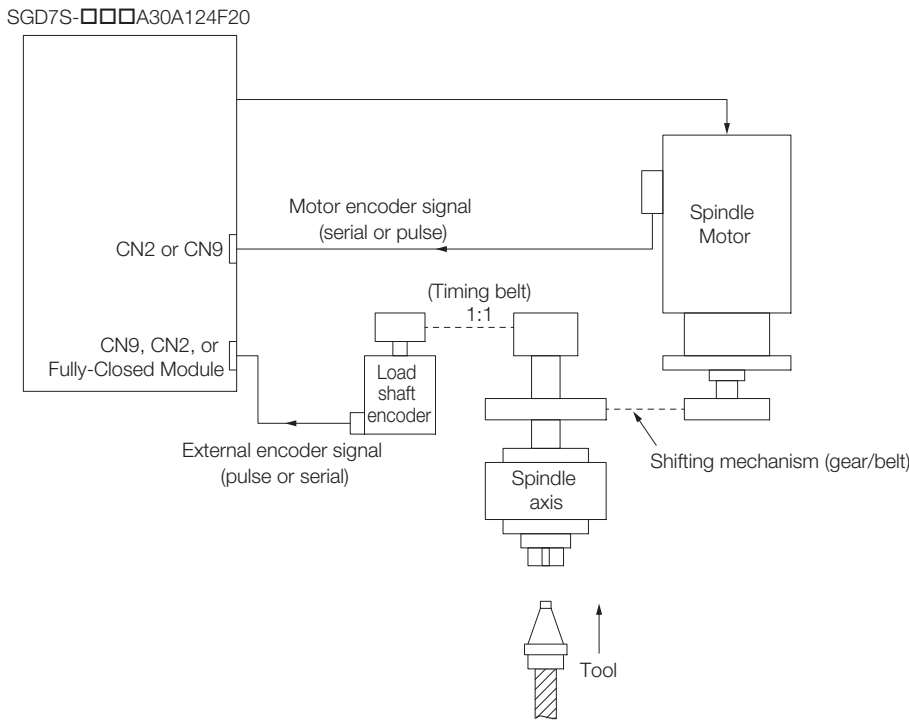 SGD7S-□□□A30A124F20
Motor encoder signal
(serial or pulse)
Spindle
Motor
CN2 or CN9
(Timing belt)
1:1
CN9, CN2, or
Fully-Closed Module
Load
shaft
encoder
External encoder signal
(pulse or serial)
Shifting mechanism (gear/belt)
Spindle
axis
Tool